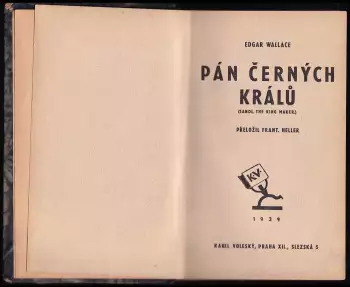 EDGAR WALLACE
PÁN ČERNÝCH
KRÁLŮ
(SANDI, THE KING MAKER)
PŘELOŽIL FRANT. HELLER
K.V.
1929
KAREL VOLESKÝ, PRAHA XII., SLEZSKÁ 5